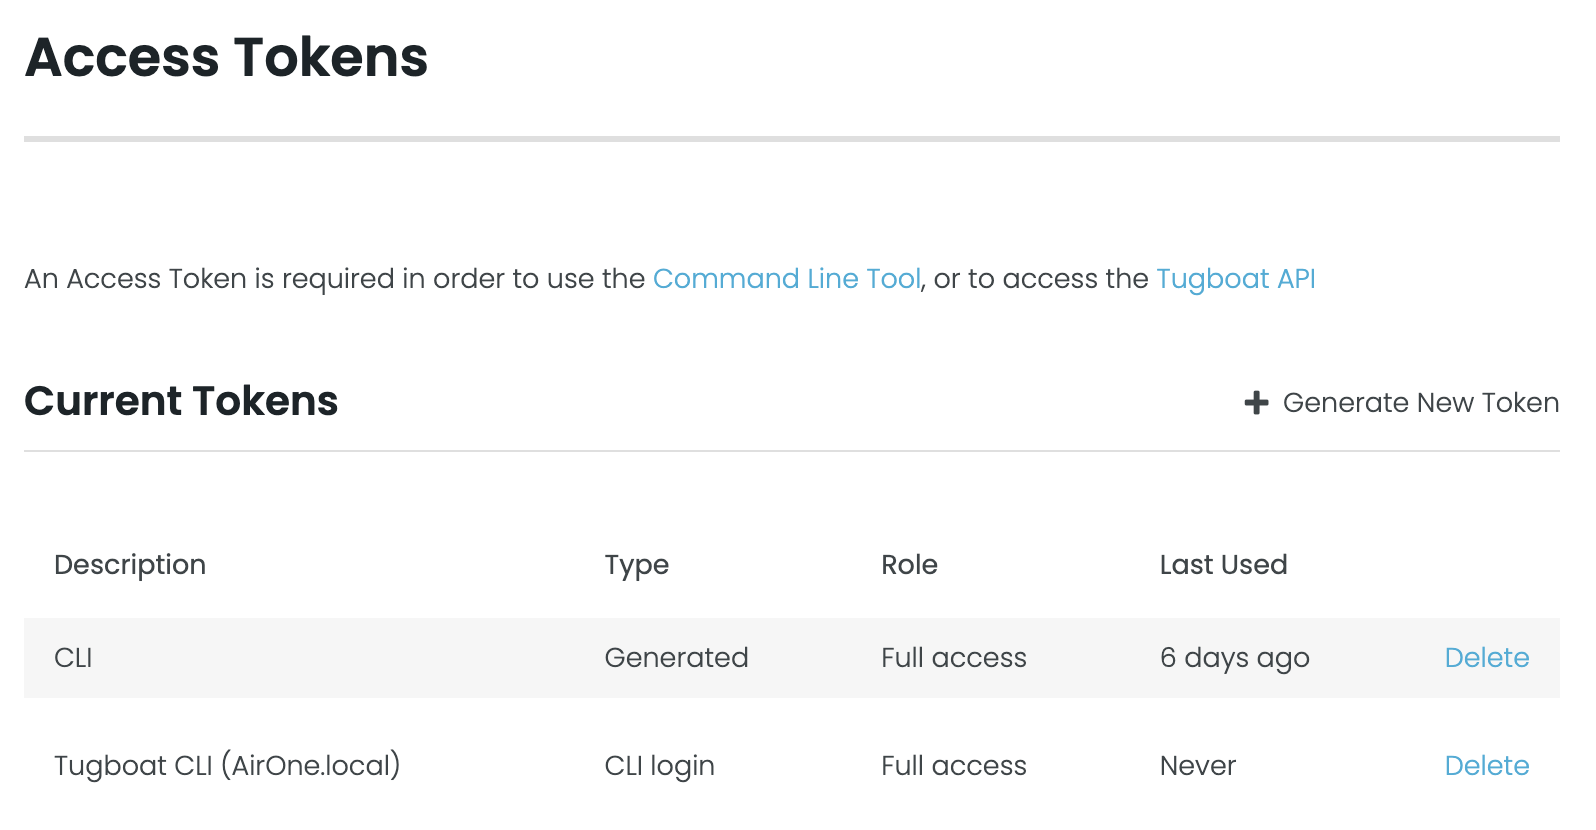 Access Tokens
An Access Token is required in order to use the Command Line Tool, or to access the Tugboat API
Current Tokens
Generate New Token
Description Type Role Last Used
CLI Generated Full access 6 days ago Delete
Tugboat CLI (AirOne.local) CLI login Full access Never Delete